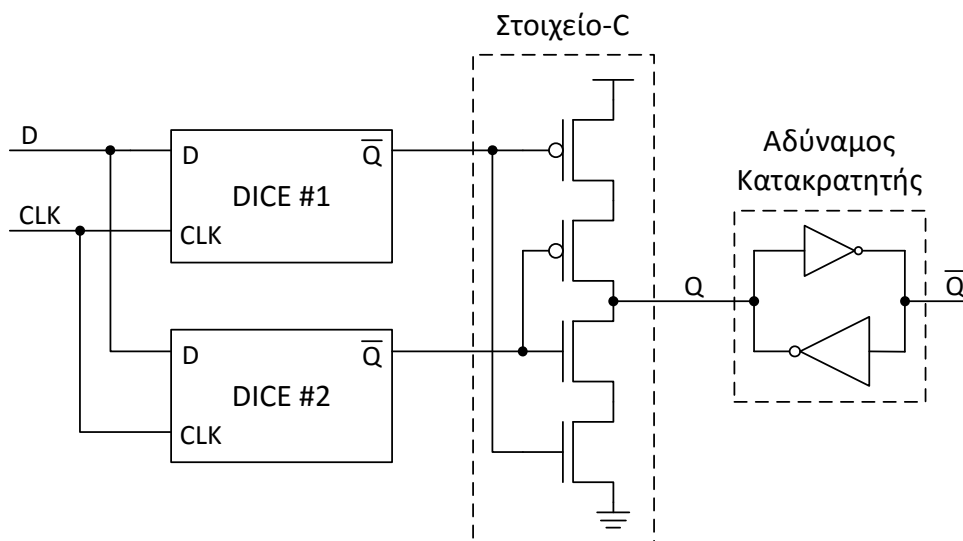 Στοιχείο-C
D
D
Q
DICE #1
CLK
CLK
Αδύναμος
Κατακρατητής
Q
Q
D
Q
DICE #2
CLK